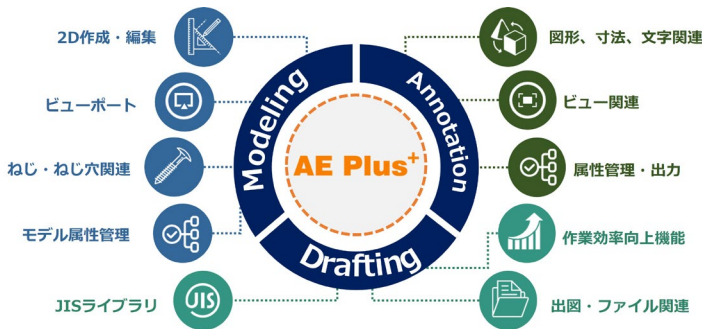 2D作成・編集
ビューポート
ねじ・ねじ穴関連
モデル属性管理
JISライブラリ
JIS
Modeling
Annotation
Drafting
AE Plus+
図形、寸法、文字関連
ビュー関連
属性管理・出力
作業効率向上機能
出図・ファイル関連